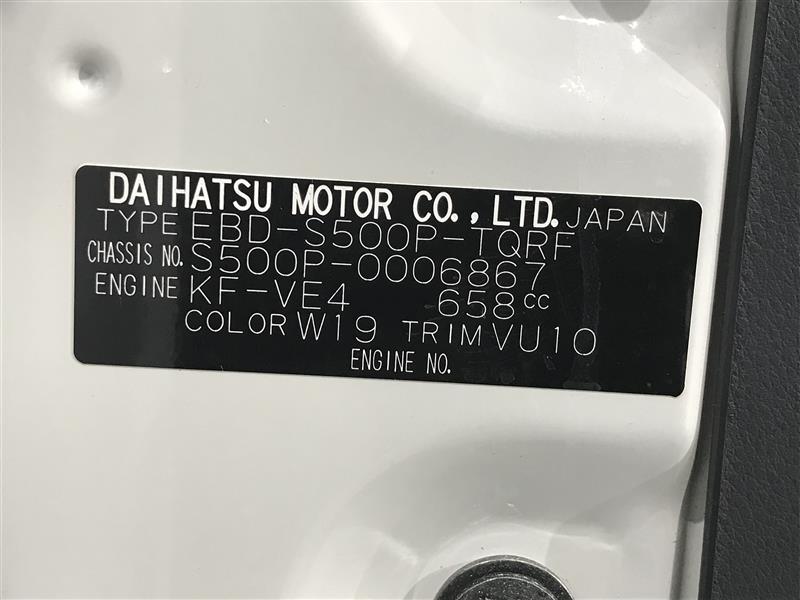 DAIHATSU MOTOR CO.,LTD. JAPAN
TYPE EBD-S500P-TQRF
CHASSIS NO. S500P-0006867
ENGINE KF-VE4 658cc
COLOR W19 TRIM VU10
ENGINE NO.